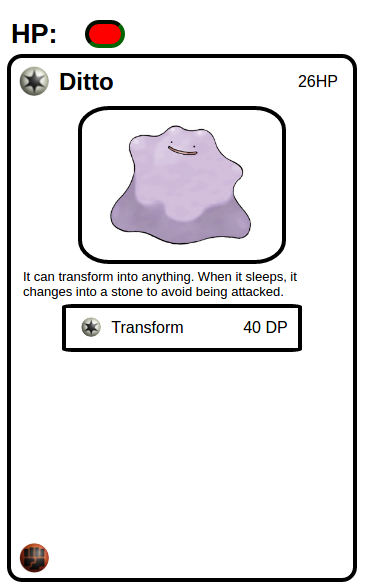 HP:
Ditto
26HP
It can transform into anything. When it sleeps, it
changes into a stone to avoid being attacked.
Transform
40 DP